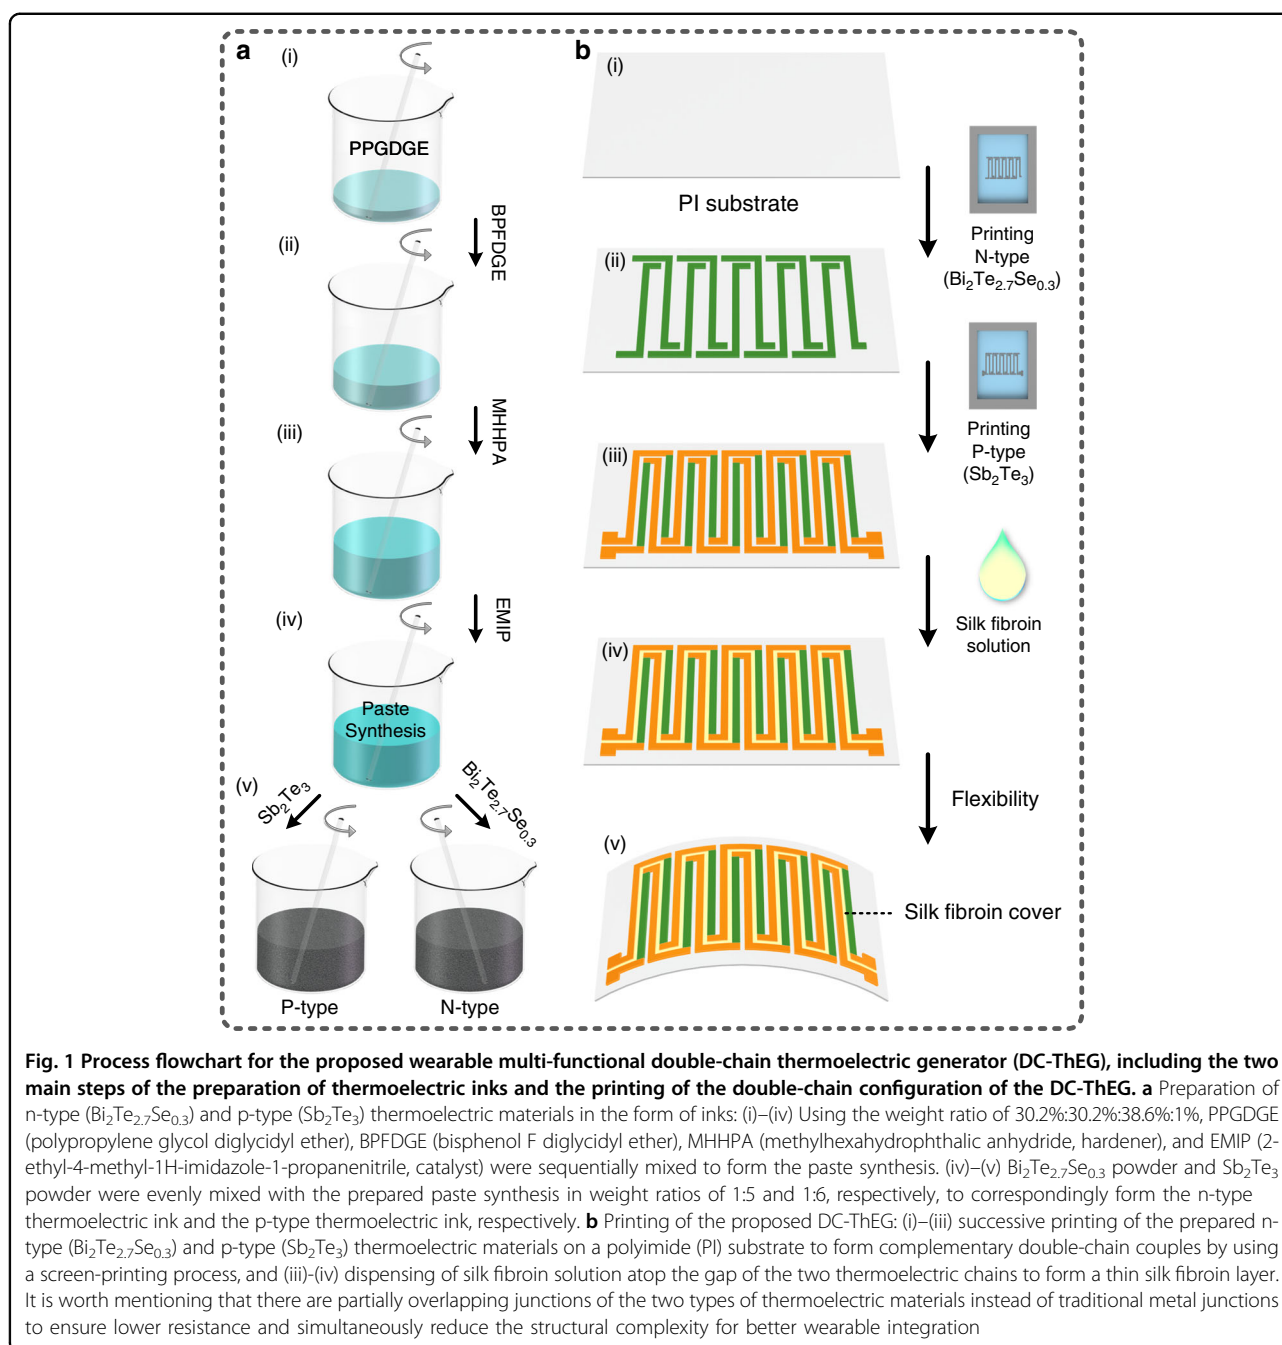 a
(i)
PPGDGE
BPFDGE
(ii)
MHHPA
(iii)
EMIP
(iv)
Paste
Synthesis
(v)
Sb₂Te₃
Bi₂Te₂.₇Se₀.₃
P-type
N-type
b
(i)
PI substrate
Printing
N-type
(Bi₂Te₂.₇Se₀.₃)
(ii)
Printing
P-type
(Sb₂Te₃)
(iii)
Silk fibroin
solution
(iv)
Flexibility
(v)
Silk fibroin cover
Fig. 1 Process flowchart for the proposed wearable multi-functional double-chain thermoelectric generator (DC-ThEG), including the two
main steps of the preparation of thermoelectric inks and the printing of the double-chain configuration of the DC-ThEG. a Preparation of
n-type (Bi₂Te₂.₇Se₀.₃) and p-type (Sb₂Te₃) thermoelectric materials in the form of inks: (i)–(iv) Using the weight ratio of 30.2%:30.2%:38.6%:1%, PPGDGE
(polypropylene glycol diglycidyl ether), BPFDGE (bisphenol F diglycidyl ether), MHHPA (methylhexahydrophthalic anhydride, hardener), and EMIP (2-
ethyl-4-methyl-1H-imidazole-1-propanenitrile, catalyst) were sequentially mixed to form the paste synthesis. (iv)–(v) Bi₂Te₂.₇Se₀.₃ powder and Sb₂Te₃
powder were evenly mixed with the prepared paste synthesis in weight ratios of 1:5 and 1:6, respectively, to correspondingly form the n-type
thermoelectric ink and the p-type thermoelectric ink, respectively. b Printing of the proposed DC-ThEG: (i)–(iii) successive printing of the prepared n-
type (Bi₂Te₂.₇Se₀.₃) and p-type (Sb₂Te₃) thermoelectric materials on a polyimide (PI) substrate to form complementary double-chain couples by using
a screen-printing process, and (iii)-(iv) dispensing of silk fibroin solution atop the gap of the two thermoelectric chains to form a thin silk fibroin layer.
It is worth mentioning that there are partially overlapping junctions of the two types of thermoelectric materials instead of traditional metal junctions
to ensure lower resistance and simultaneously reduce the structural complexity for better wearable integration